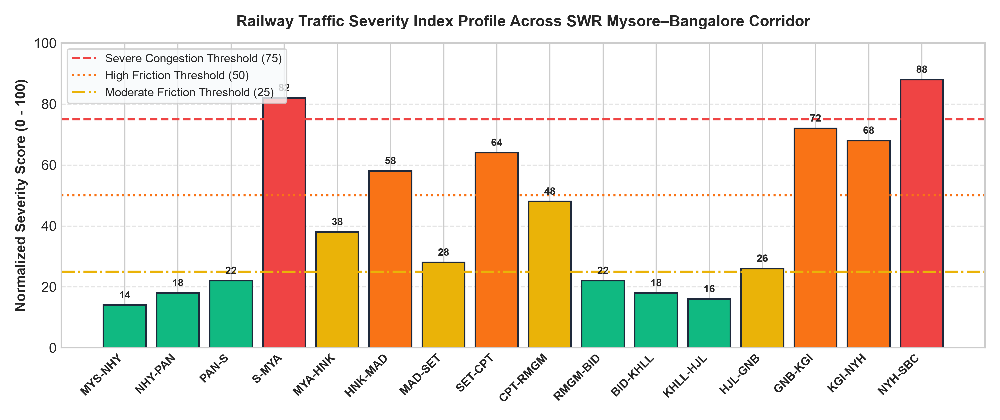 Railway Traffic Severity Index Profile Across SWR Mysore–Bangalore Corridor
Normalized Severity Score (0 - 100)
100
80
60
40
20
0
Severe Congestion Threshold (75)
High Friction Threshold (50)
Moderate Friction Threshold (25)
14
18
22
82
38
58
28
64
48
22
18
16
26
72
68
88
MYS-NHY
NHY-PAN
PAN-S
S-MYA
MYA-HNK
HNK-MAD
MAD-SET
SET-CPT
CPT-RMGM
RMGM-BID
BID-KHLL
KHLL-HJL
HJL-GNB
GNB-KGI
KGI-NYH
NYH-SBC